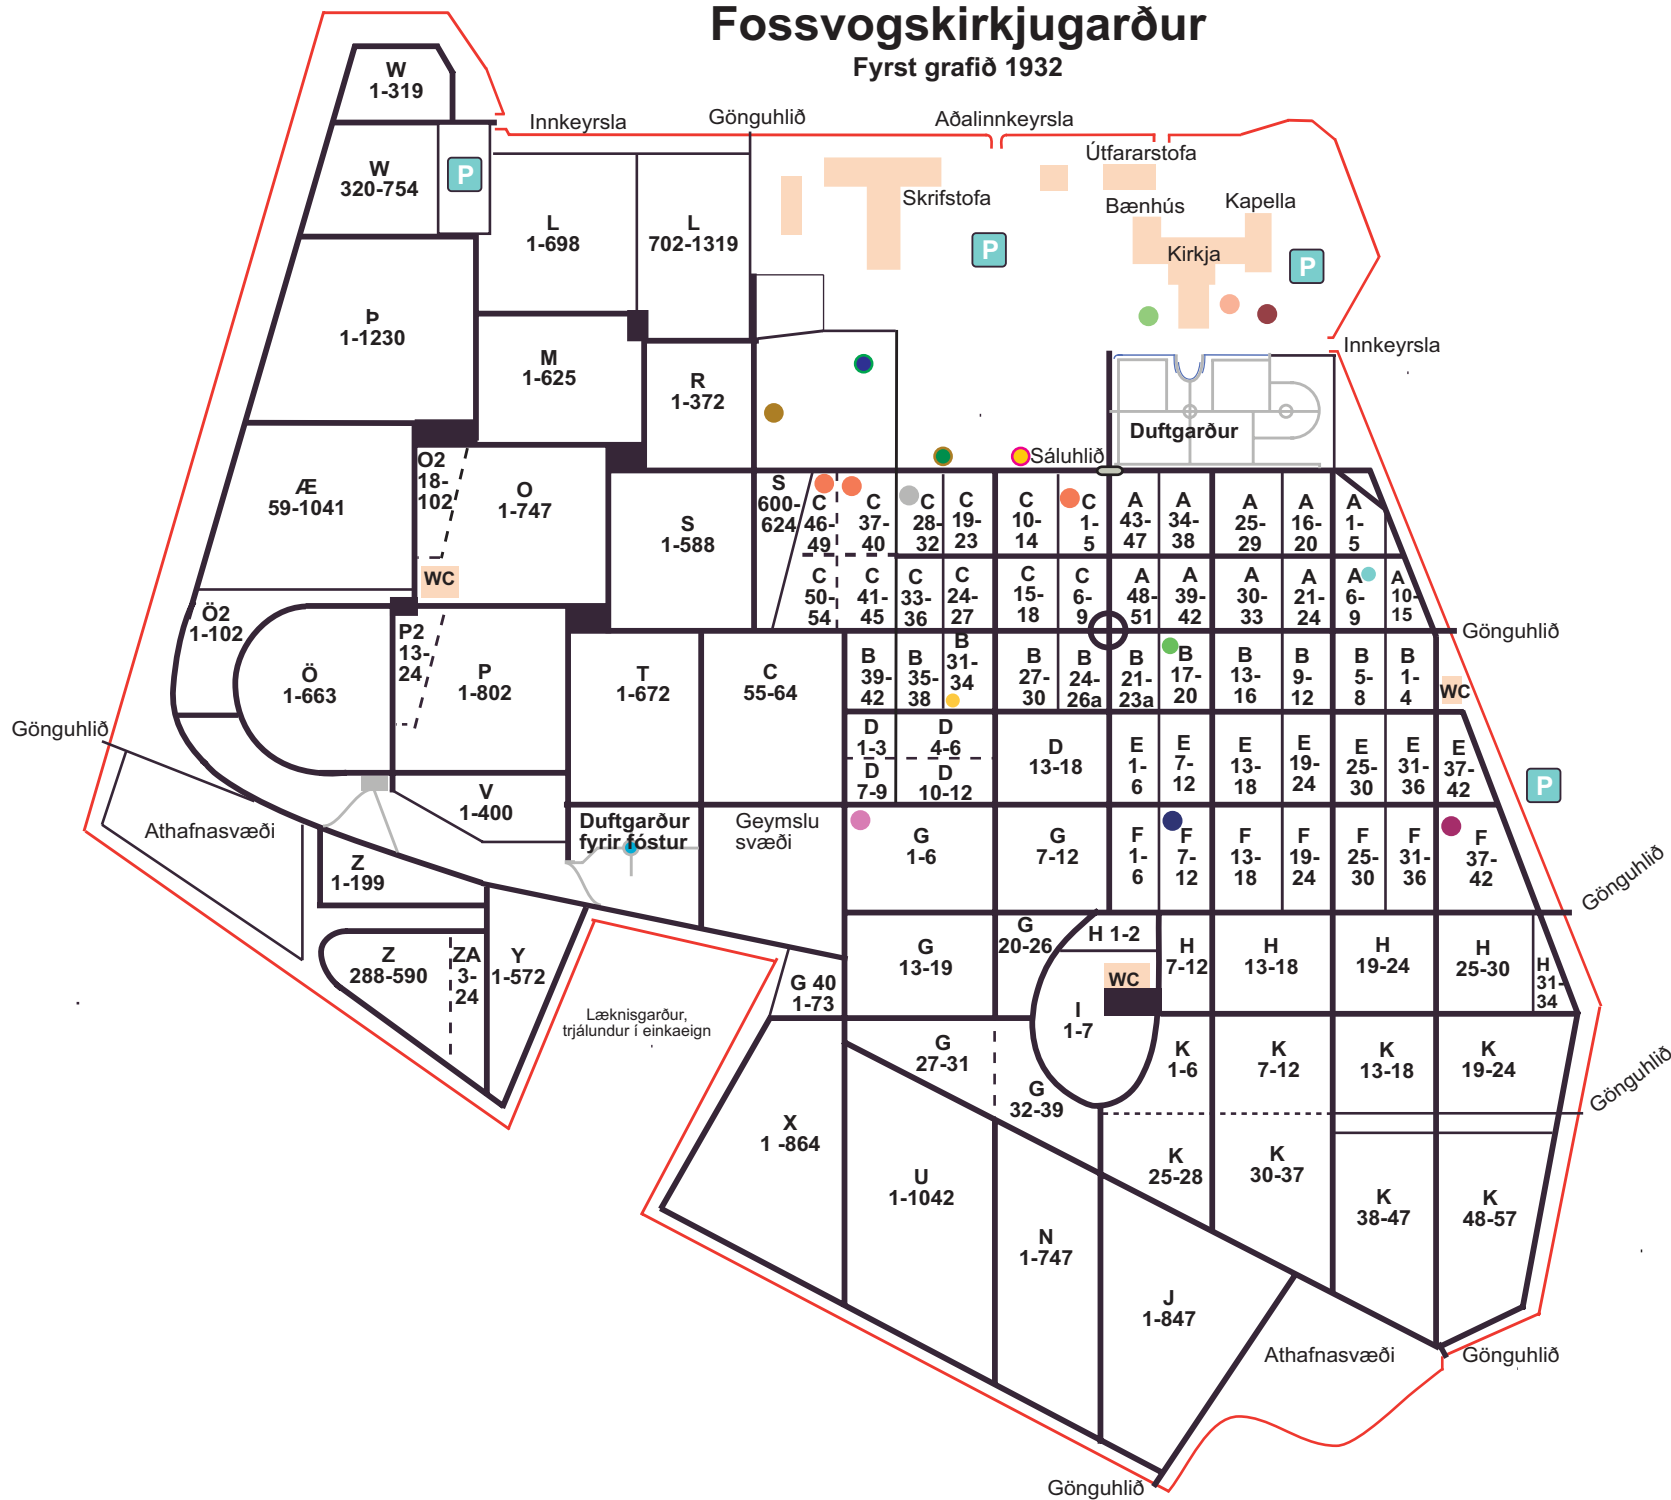 Fossvogskirkjugarður
Fyrst grafið 1932
W
1-319
Innkeyrsla
Gönguhlið
Aðalinnkeyrsla
Útfararstofa
W
320-754
P
Skrifstofa
Bænhús
Kapella
L
1-698
L
702-1319
P
Kirkja
P
Þ
1-1230
M
1-625
R
1-372
Innkeyrsla
Duftgarður
Sáluhlið
Æ
59-1041
O2
18-
102
O
1-747
S
1-588
S
600-
624
C
46-
49
C
37-
40
C
28-
32
C
19-
23
C
10-
14
C
1-
5
A
43-
47
A
34-
38
A
25-
29
A
16-
20
A
1-
5
WC
C
50-
54
C
41-
45
C
33-
36
C
24-
27
C
15-
18
C
6-
9
A
48-
51
A
39-
42
A
30-
33
A
21-
24
A
6-
9
A
10-
15
Ö2
1-102
Gönguhlið
P2
13-
24
Ö
1-663
P
1-802
T
1-672
C
55-64
B
39-
42
B
35-
38
B
31-
34
B
27-
30
B
24-
26a
B
21-
23a
B
17-
20
B
13-
16
B
9-
12
B
5-
8
B
1-
4
WC
Gönguhlið
D
1-3
D
4-6
D
7-9
D
10-12
D
13-18
E
1-
6
E
7-
12
E
13-
18
E
19-
24
E
25-
30
E
31-
36
E
37-
42
P
V
1-400
Athafnasvæði
Duftgarður
fyrir fóstur
Geymslu
svæði
G
1-6
G
7-12
F
1-
6
F
7-
12
F
13-
18
F
19-
24
F
25-
30
F
31-
36
F
37-
42
Gönguhlið
Z
1-199
Z
288-590
ZA
3-
24
Y
1-572
G 40
1-73
G
13-19
G
20-26
H 1-2
H
7-12
H
13-18
H
19-24
H
25-30
H
31-
34
WC
Læknisgarður,
trjálundur í einkaeign
I
1-7
G
27-31
G
32-39
K
1-6
K
7-12
K
13-18
K
19-24
Gönguhlið
X
1 -864
U
1-1042
K
25-28
K
30-37
K
38-47
K
48-57
N
1-747
J
1-847
Athafnasvæði
Gönguhlið
Gönguhlið